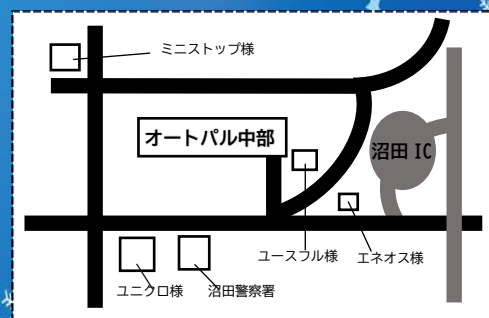 ミニストップ様
オートパル中部
沼田 IC
ユースフル様
エネオス様
ユニクロ様
沼田警察署